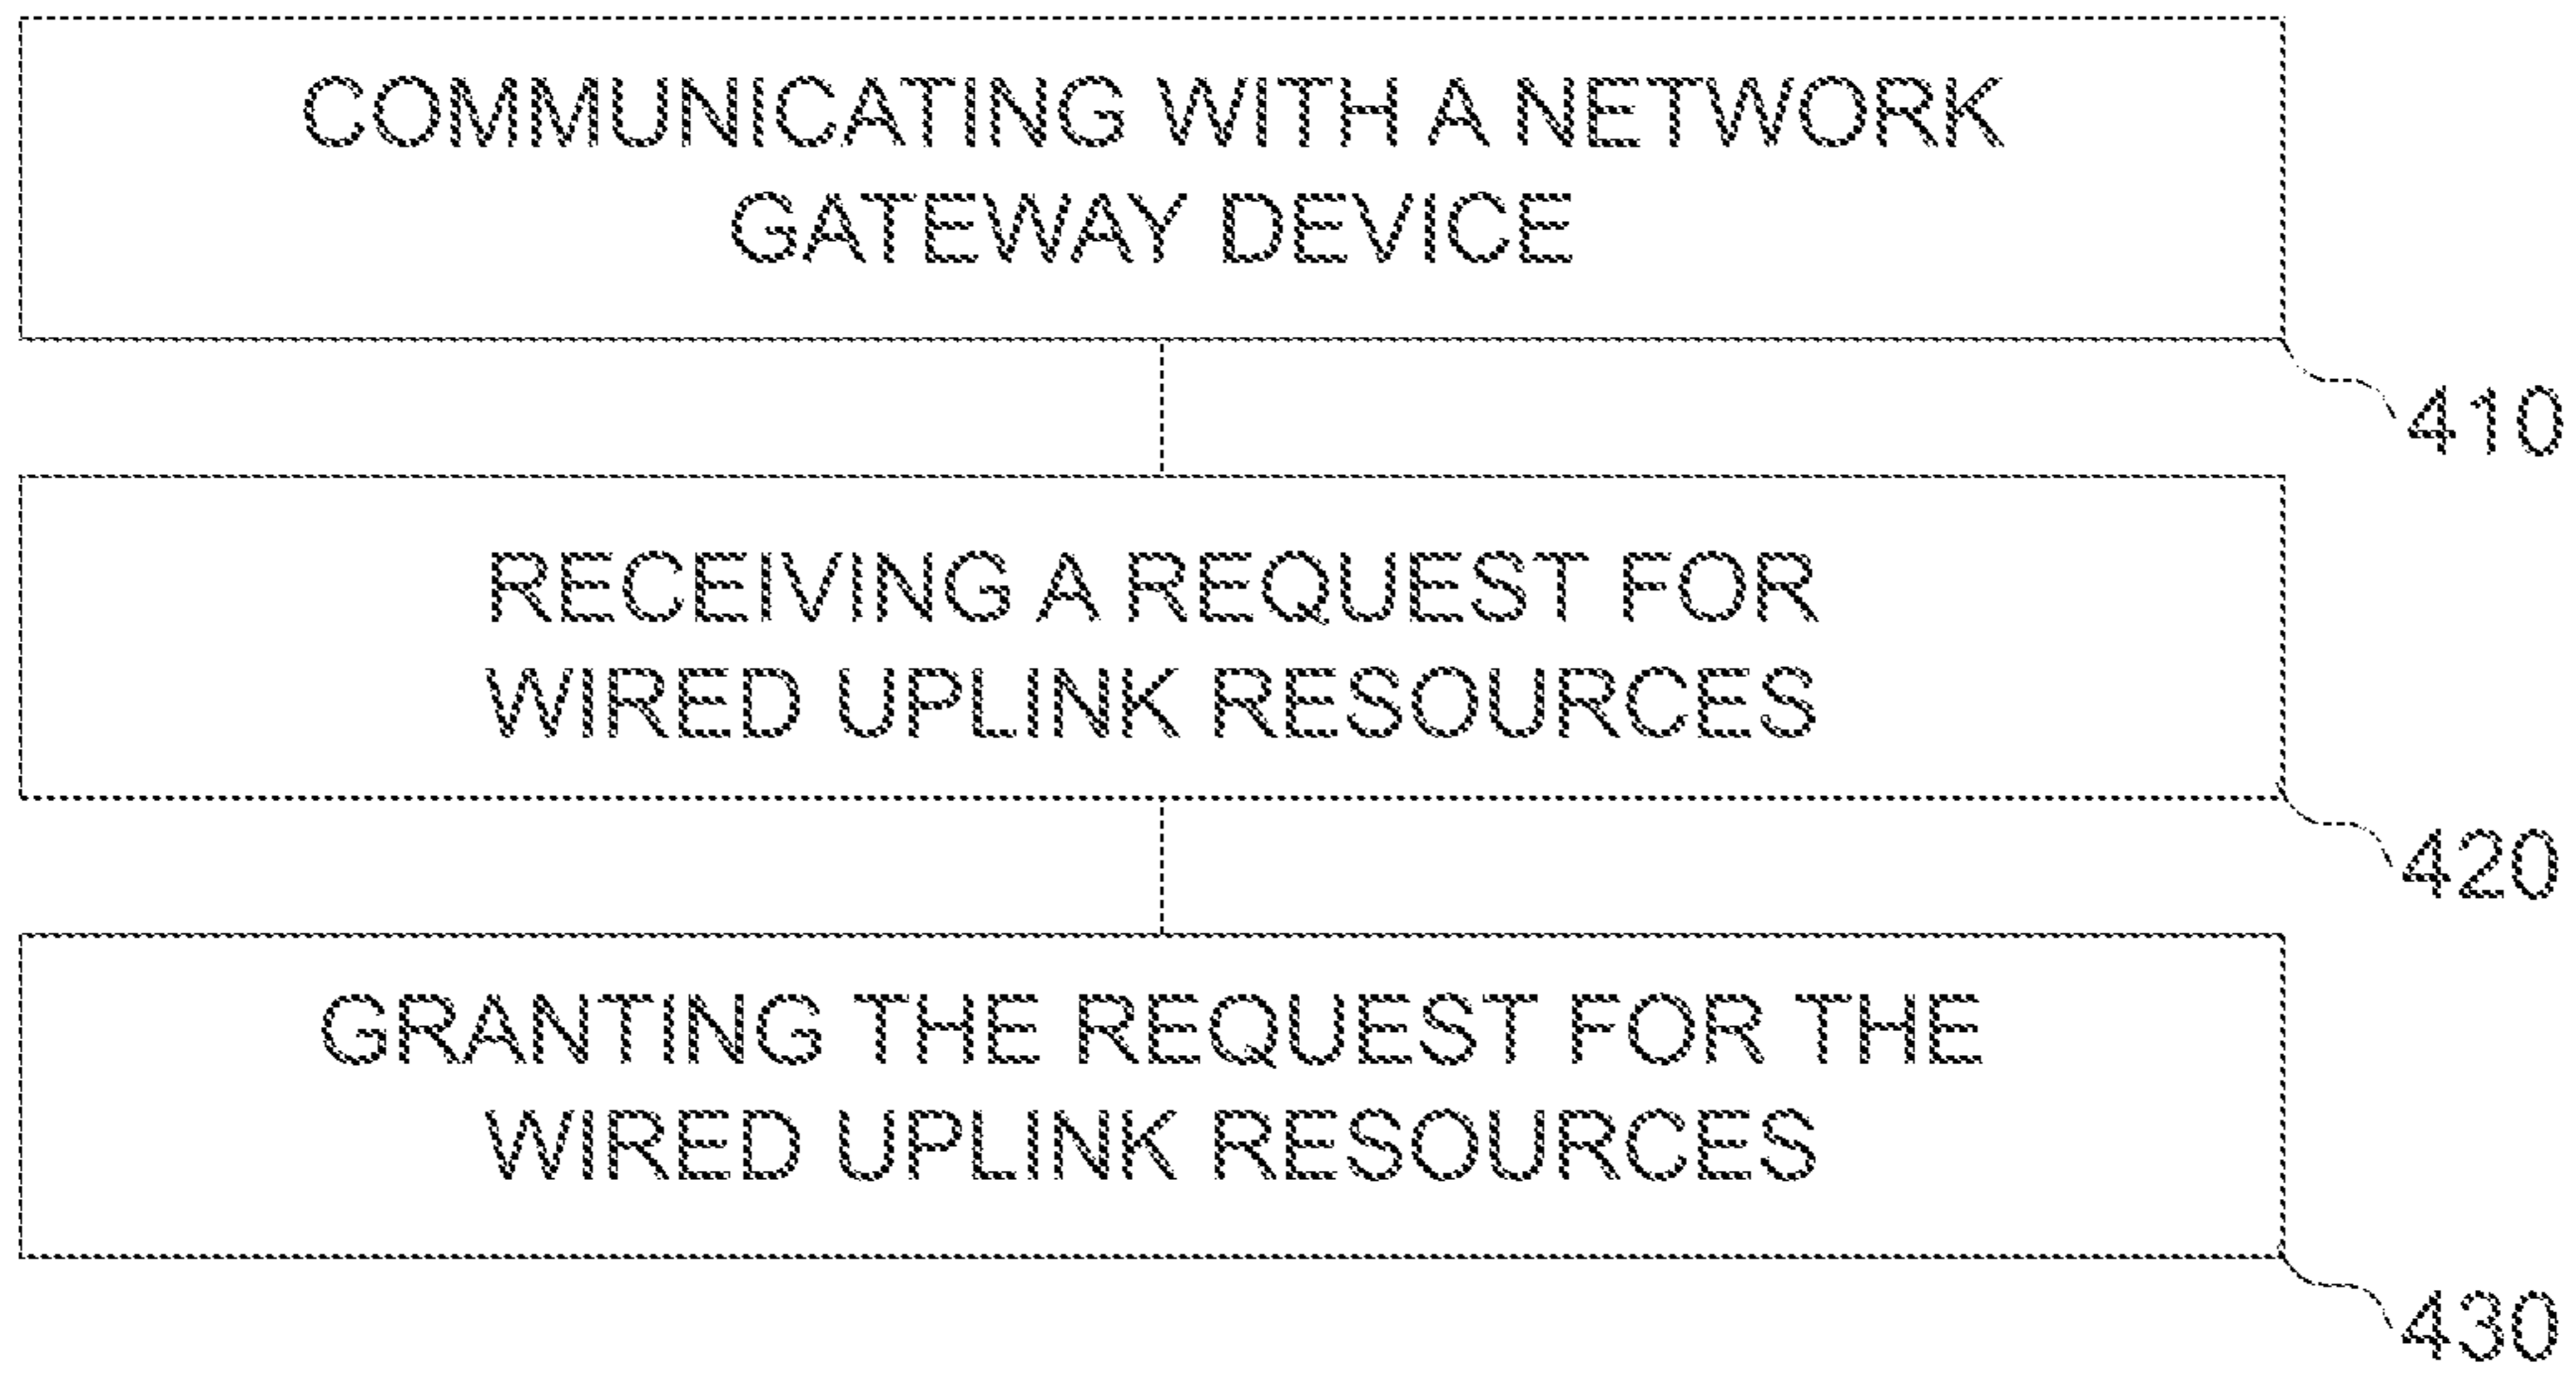 COMMUNICATING WITH A NETWORK
GATEWAY DEVICE
410
RECEIVING A REQUEST FOR
WIRED UPLINK RESOURCES
420
GRANTING THE REQUEST FOR THE
WIRED UPLINK RESOURCES
430